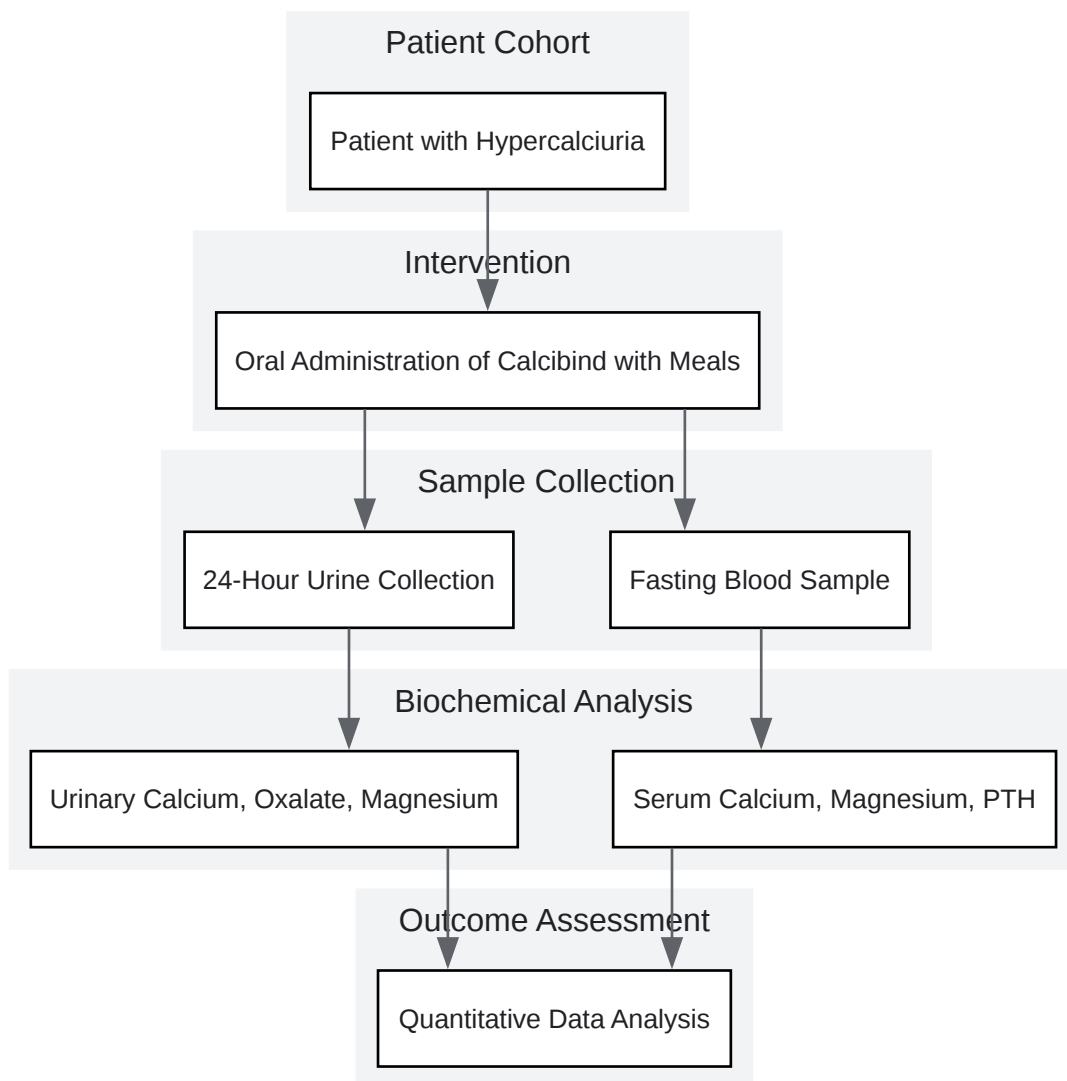 Patient Cohort
Patient with Hypercalciuria
Intervention
Oral Administration of Calcibind with Meals
Sample Collection
24-Hour Urine Collection
Fasting Blood Sample
Biochemical Analysis
Urinary Calcium, Oxalate, Magnesium
Serum Calcium, Magnesium, PTH
Outcome Assessment
Quantitative Data Analysis